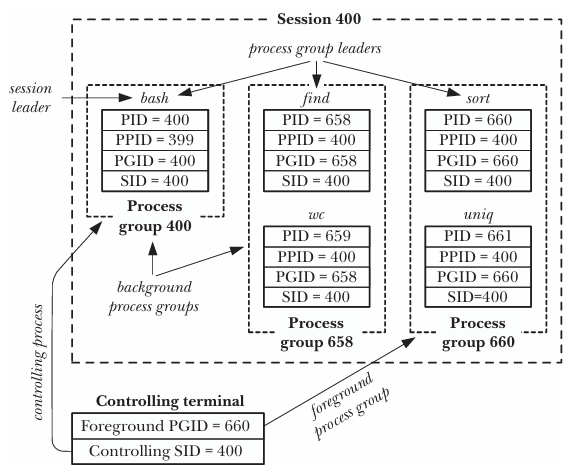 Session 400
process group leaders
session
leader
bash
PID = 400
PPID = 399
PGID = 400
SID = 400
Process
group 400
find
PID = 658
PPID = 400
PGID = 658
SID = 400
wc
PID = 659
PPID = 400
PGID = 658
SID = 400
Process
group 658
sort
PID = 660
PPID = 400
PGID = 660
SID = 400
uniq
PID = 661
PPID = 400
PGID = 660
SID=400
Process
group 660
background
process groups
controlling process
foreground
process group
Controlling terminal
Foreground PGID = 660
Controlling SID = 400